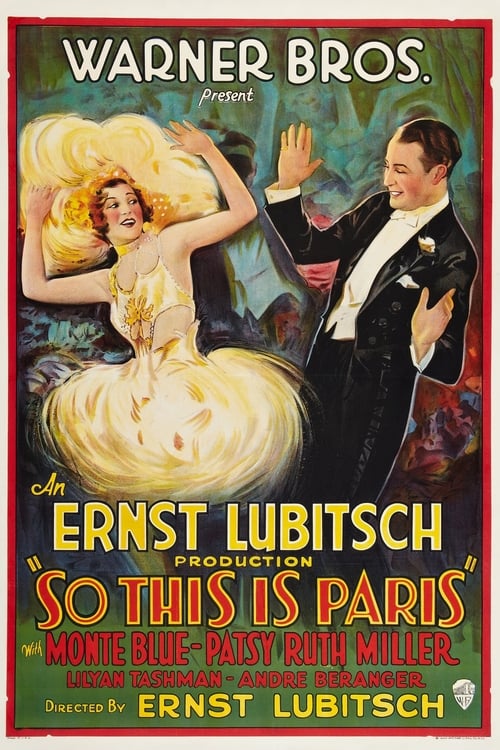 WARNER BROS.
Present
An
ERNST LUBITSCH
PRODUCTION
"SO THIS IS PARIS"
With MONTE BLUE-PATSY RUTH MILLER
LILYAN TASHMAN-ANDRE BERANGER
DIRECTED BY ERNST LUBITSCH